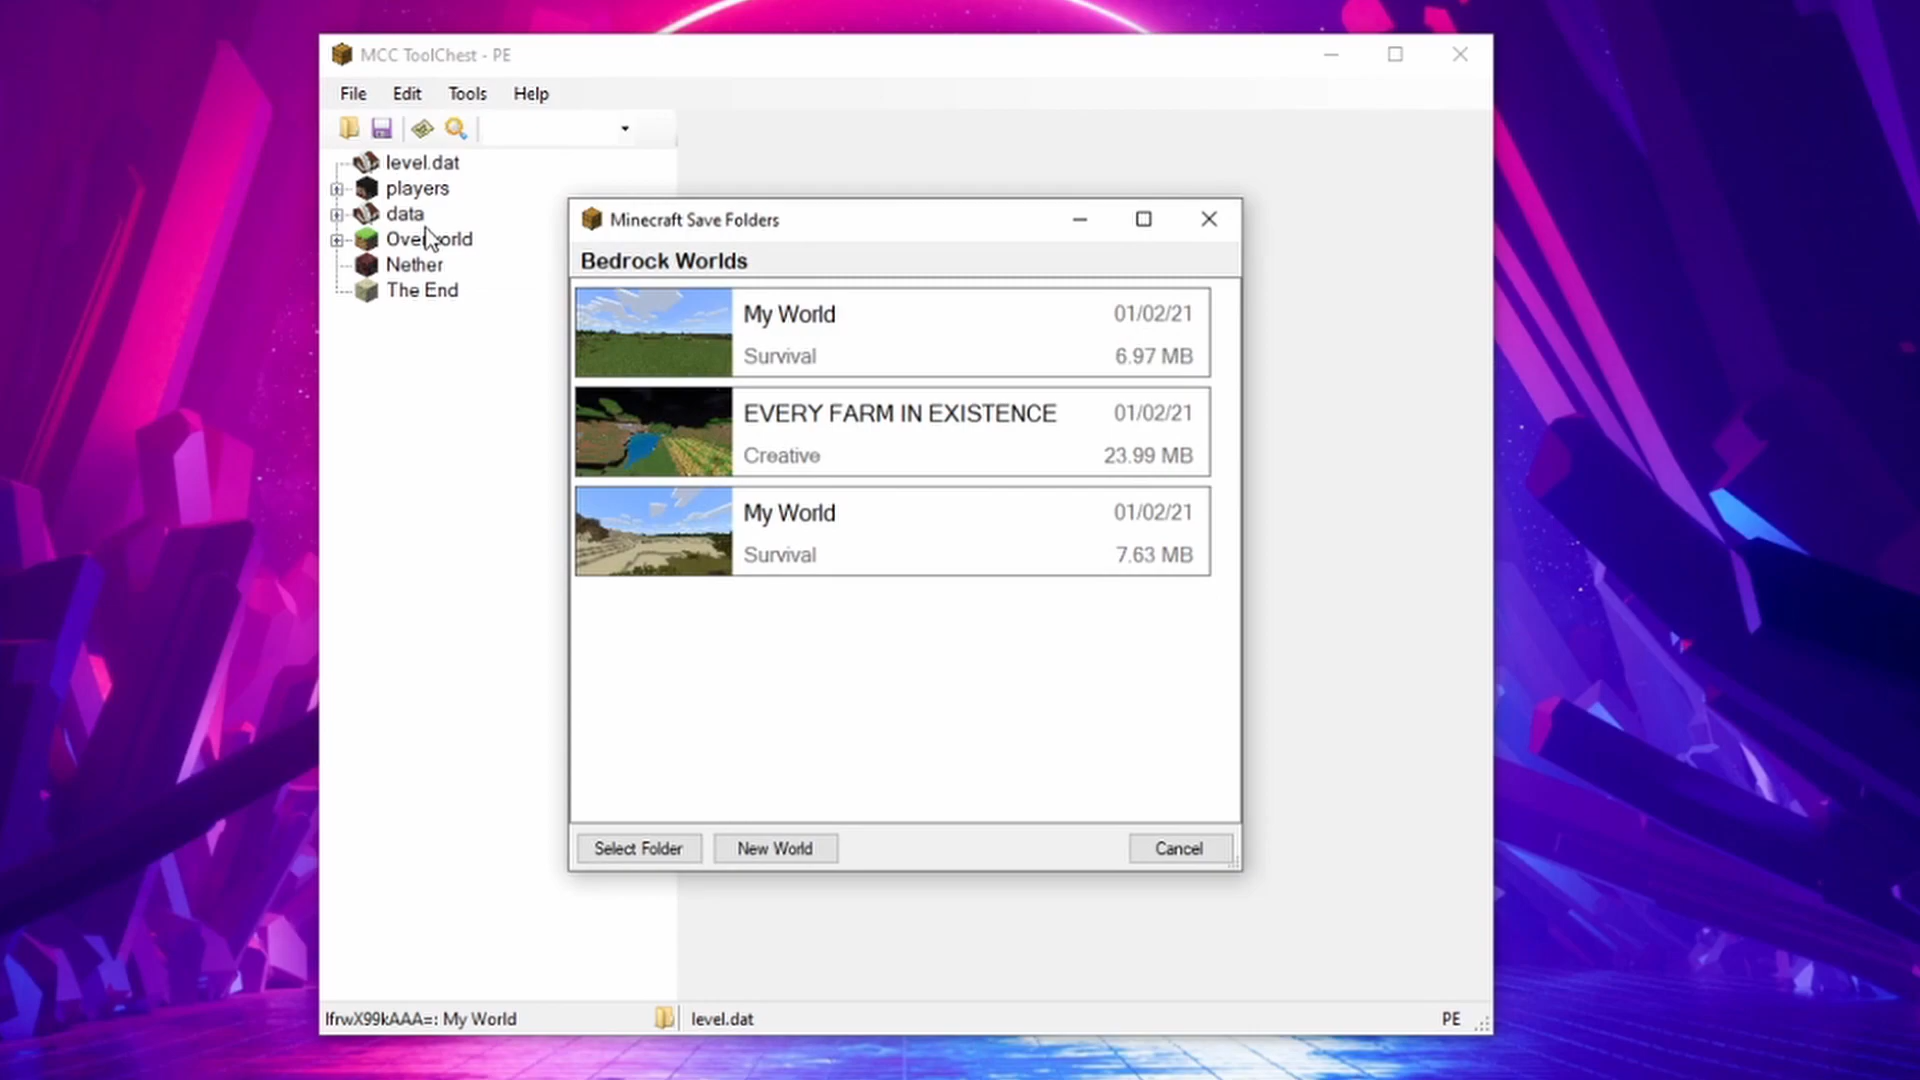 MCC ToolChest - PE
File Edit Tools Help
level.dat
players
data
Overworld
Nether
The End
Minecraft Save Folders
Bedrock Worlds
My World 01/02/21
Survival 6.97 MB
EVERY FARM IN EXISTENCE 01/02/21
Creative 23.99 MB
My World 01/02/21
Survival 7.63 MB
Select Folder New World Cancel
lfrwX99kAAA=: My World level.dat PE